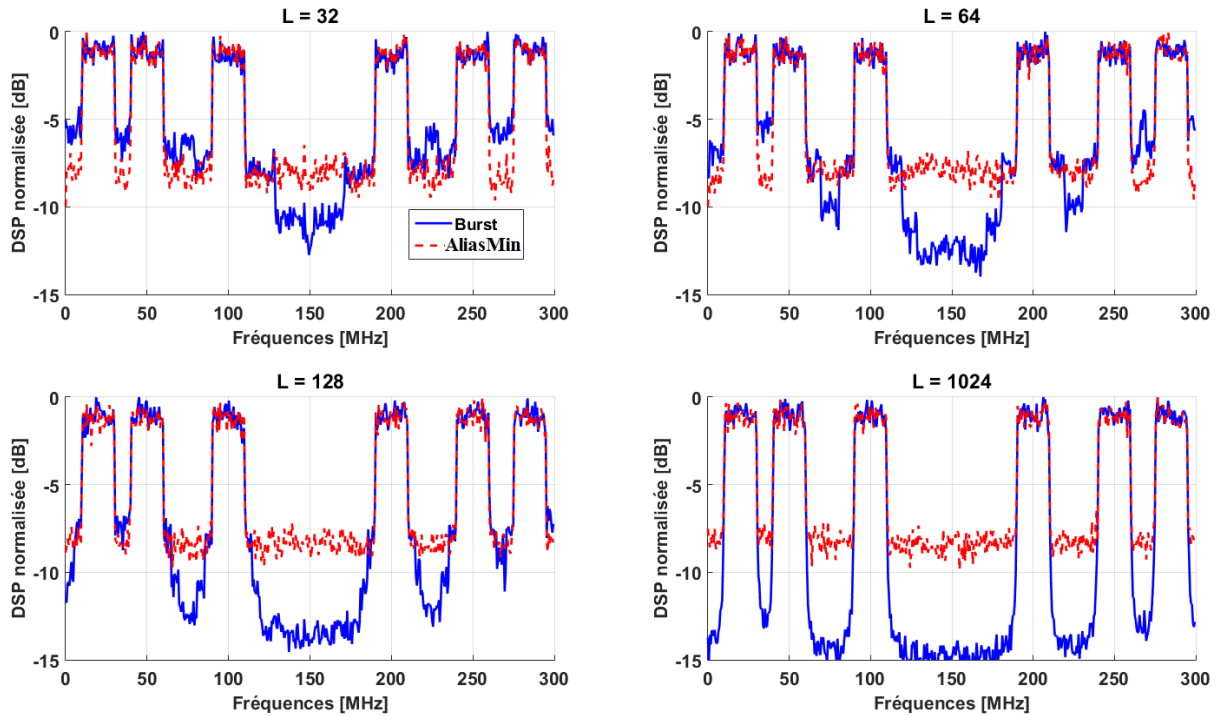 L = 32
DSP normalisée [dB]
0
-5
-10
-15
Burst
AliasMin
0 50 100 150 200 250 300
Fréquences [MHz]
L = 64
DSP normalisée [dB]
0
-5
-10
-15
0 50 100 150 200 250 300
Fréquences [MHz]
L = 128
DSP normalisée [dB]
0
-5
-10
-15
0 50 100 150 200 250 300
Fréquences [MHz]
L = 1024
DSP normalisée [dB]
0
-5
-10
-15
0 50 100 150 200 250 300
Fréquences [MHz]